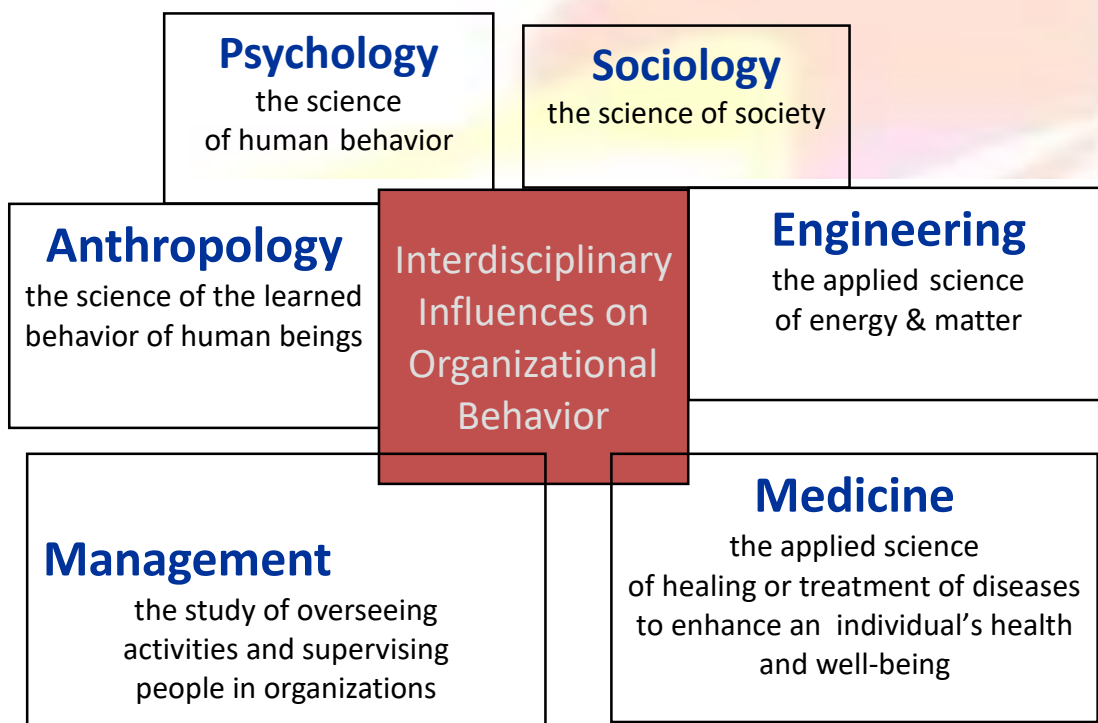 Psychology
the science
of human behavior
Sociology
the science of society
Anthropology
the science of the learned
behavior of human beings
Interdisciplinary
Influences on
Organizational
Behavior
Engineering
the applied science
of energy & matter
Management
the study of overseeing
activities and supervising
people in organizations
Medicine
the applied science
of healing or treatment of diseases
to enhance an individual’s health
and well-being